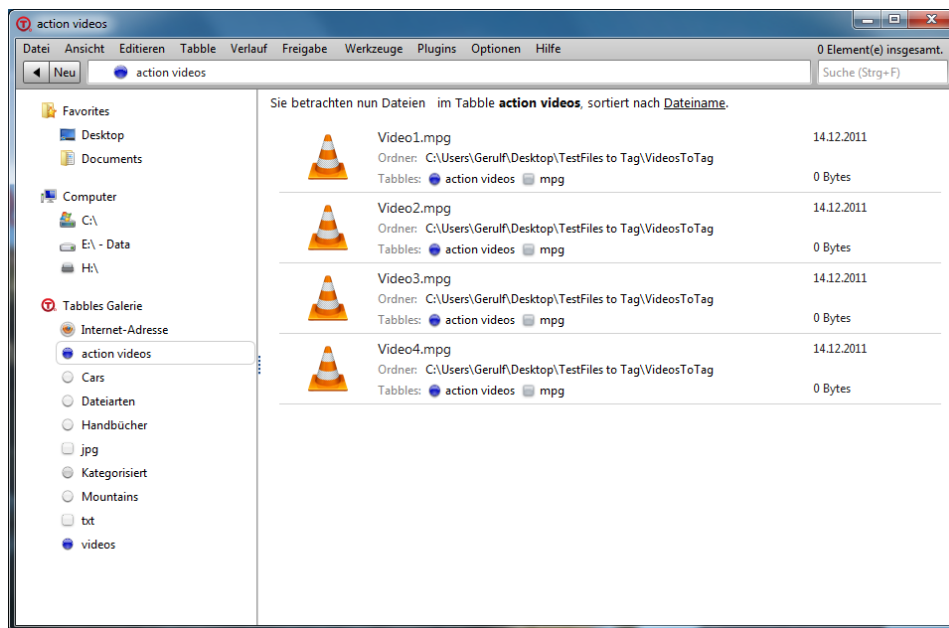 action videos
Datei Ansicht Editieren Tabble Verlauf Freigabe Werkzeuge Plugins Optionen Hilfe 0 Element(e) insgesamt.
Neu action videos Suche (Strg+F)
Favorites
Desktop
Documents
Computer
C:\
E:\ - Data
H:\
Tabbles Galerie
Internet-Adresse
action videos
Cars
Dateiarten
Handbücher
jpg
Kategorisiert
Mountains
txt
videos
Sie betrachten nun Dateien im Tabble action videos, sortiert nach Dateiname.
Video1.mpg 14.12.2011
Ordner: C:\Users\Gerulf\Desktop\TestFiles to Tag\VideosToTag
Tabbles: action videos mpg 0 Bytes
Video2.mpg 14.12.2011
Ordner: C:\Users\Gerulf\Desktop\TestFiles to Tag\VideosToTag
Tabbles: action videos mpg 0 Bytes
Video3.mpg 14.12.2011
Ordner: C:\Users\Gerulf\Desktop\TestFiles to Tag\VideosToTag
Tabbles: action videos mpg 0 Bytes
Video4.mpg 14.12.2011
Ordner: C:\Users\Gerulf\Desktop\TestFiles to Tag\VideosToTag
Tabbles: action videos mpg 0 Bytes